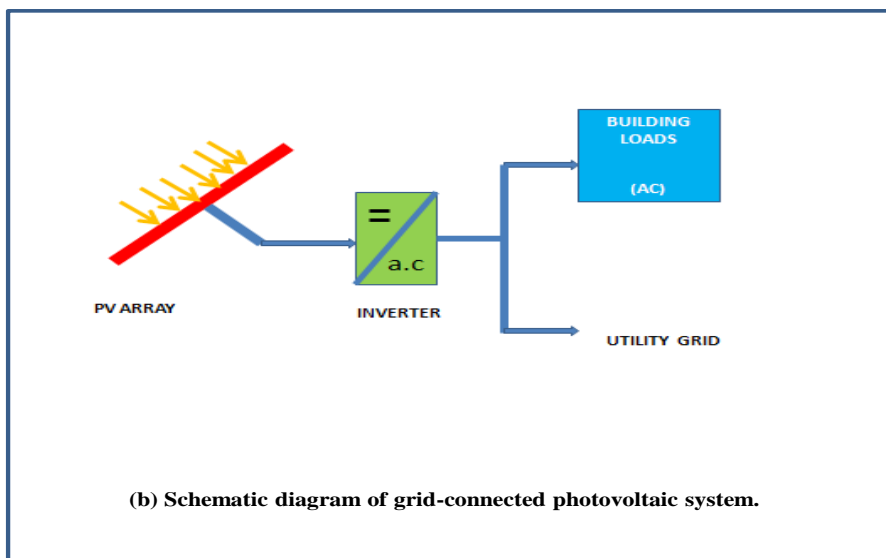 BUILDING
LOADS
(AC)
=
a.c
PV ARRAY
INVERTER
UTILITY GRID
(b) Schematic diagram of grid-connected photovoltaic system.